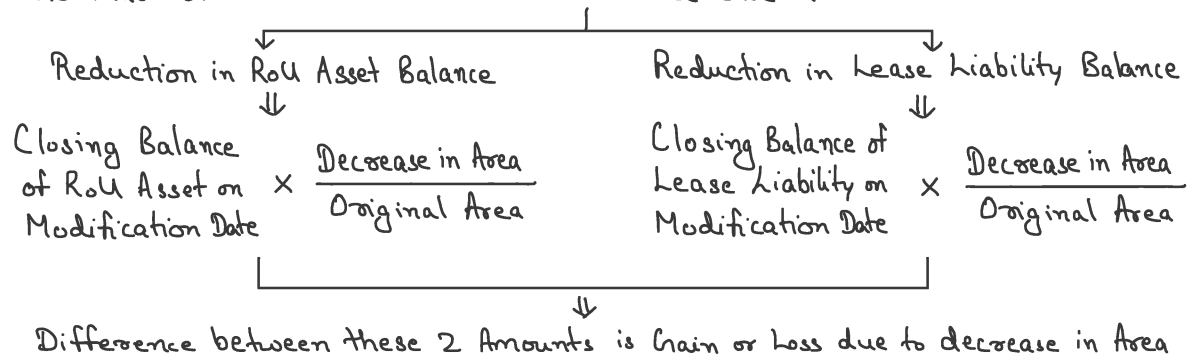 Reduction in RoU Asset Balance
Reduction in Lease Liability Balance
Closing Balance
of RoU Asset on
Modification Date
× Decrease in Area
Original Area
Closing Balance of
Lease Liability on
Modification Date
× Decrease in Area
Original Area
Difference between these 2 Amounts is Gain or Loss due to decrease in Area